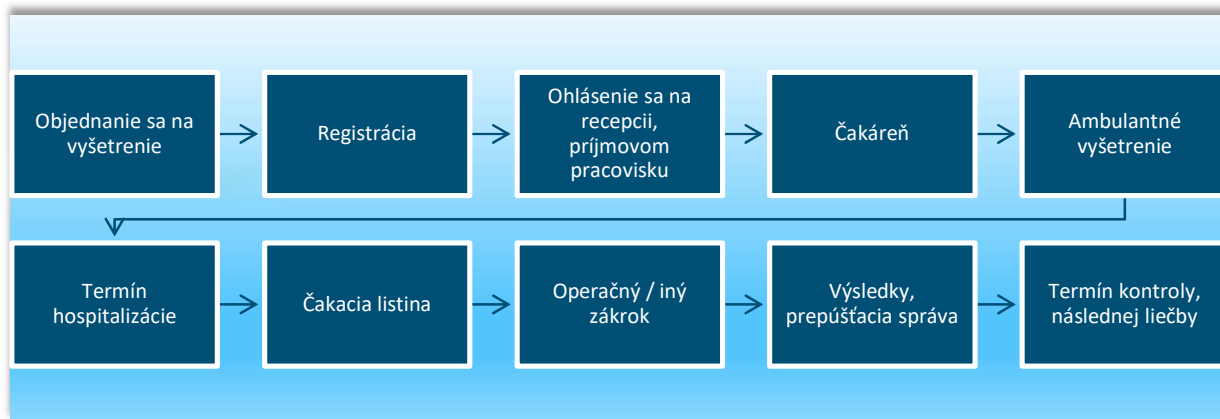 Objednanie sa na
vyšetrenie
Registrácia
Ohlásenie sa na
recepcii,
príjmovom
pracovisku
Čakáreň
Ambulantné
vyšetrenie
Termín
hospitalizácie
Čakacia listina
Operačný / iný
zákrok
Výsledky,
prepúšťacia správa
Termín kontroly,
následnej liečby